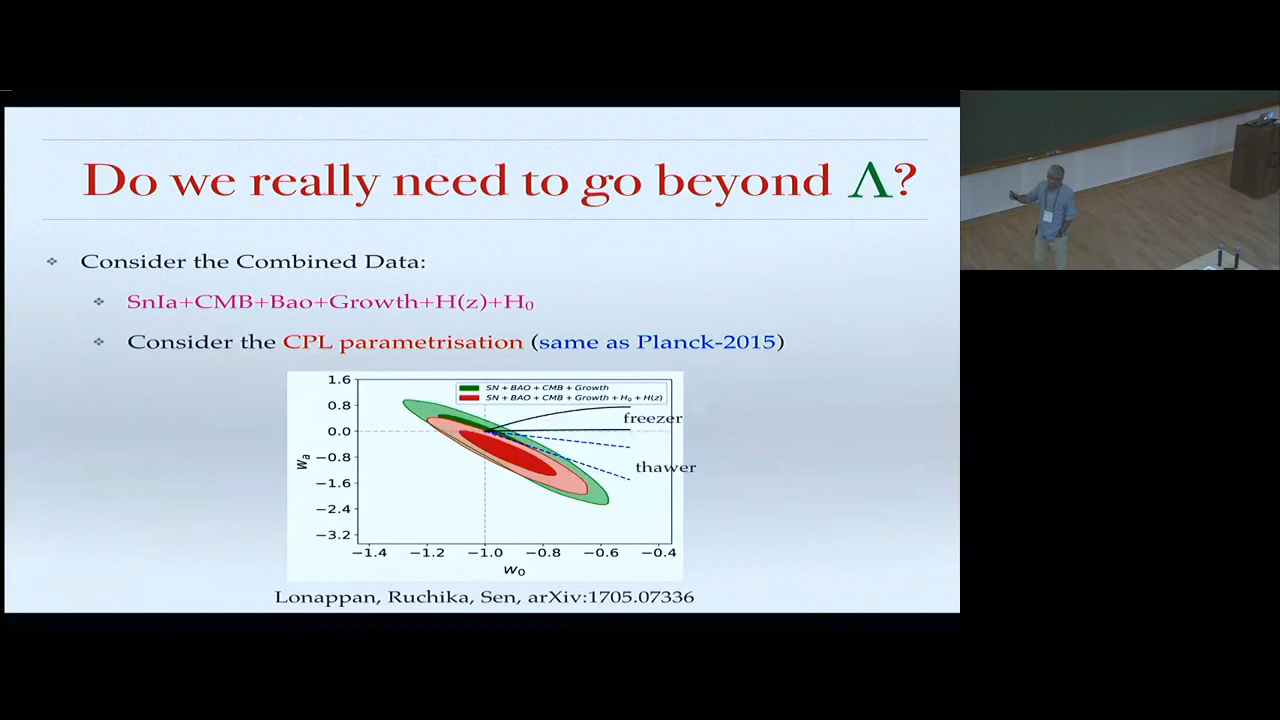 Do we really need to go beyond Λ?
❖ Consider the Combined Data:
❖ SnIa+CMB+Bao+Growth+H(z)+H₀
❖ Consider the CPL parametrisation (same as Planck-2015)
SN + BAO + CMB + Growth
SN + BAO + CMB + Growth + H₀ + H(z)
freezer
thawer
1.6
0.8
0.0
−0.8
−1.6
−2.4
−3.2
wₐ
−1.4 −1.2 −1.0 −0.8 −0.6 −0.4
w₀
Lonappan, Ruchika, Sen, arXiv:1705.07336